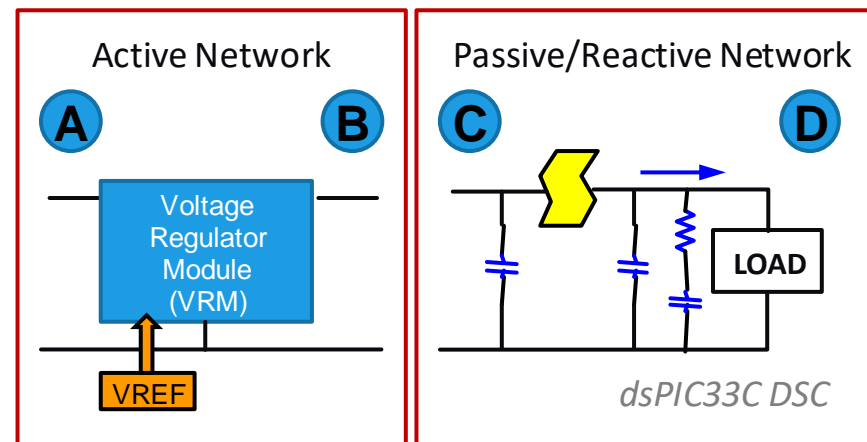 Active Network
Passive/Reactive Network
A
B
C
D
Voltage
Regulator
Module
(VRM)
LOAD
VREF
dsPIC33C DSC